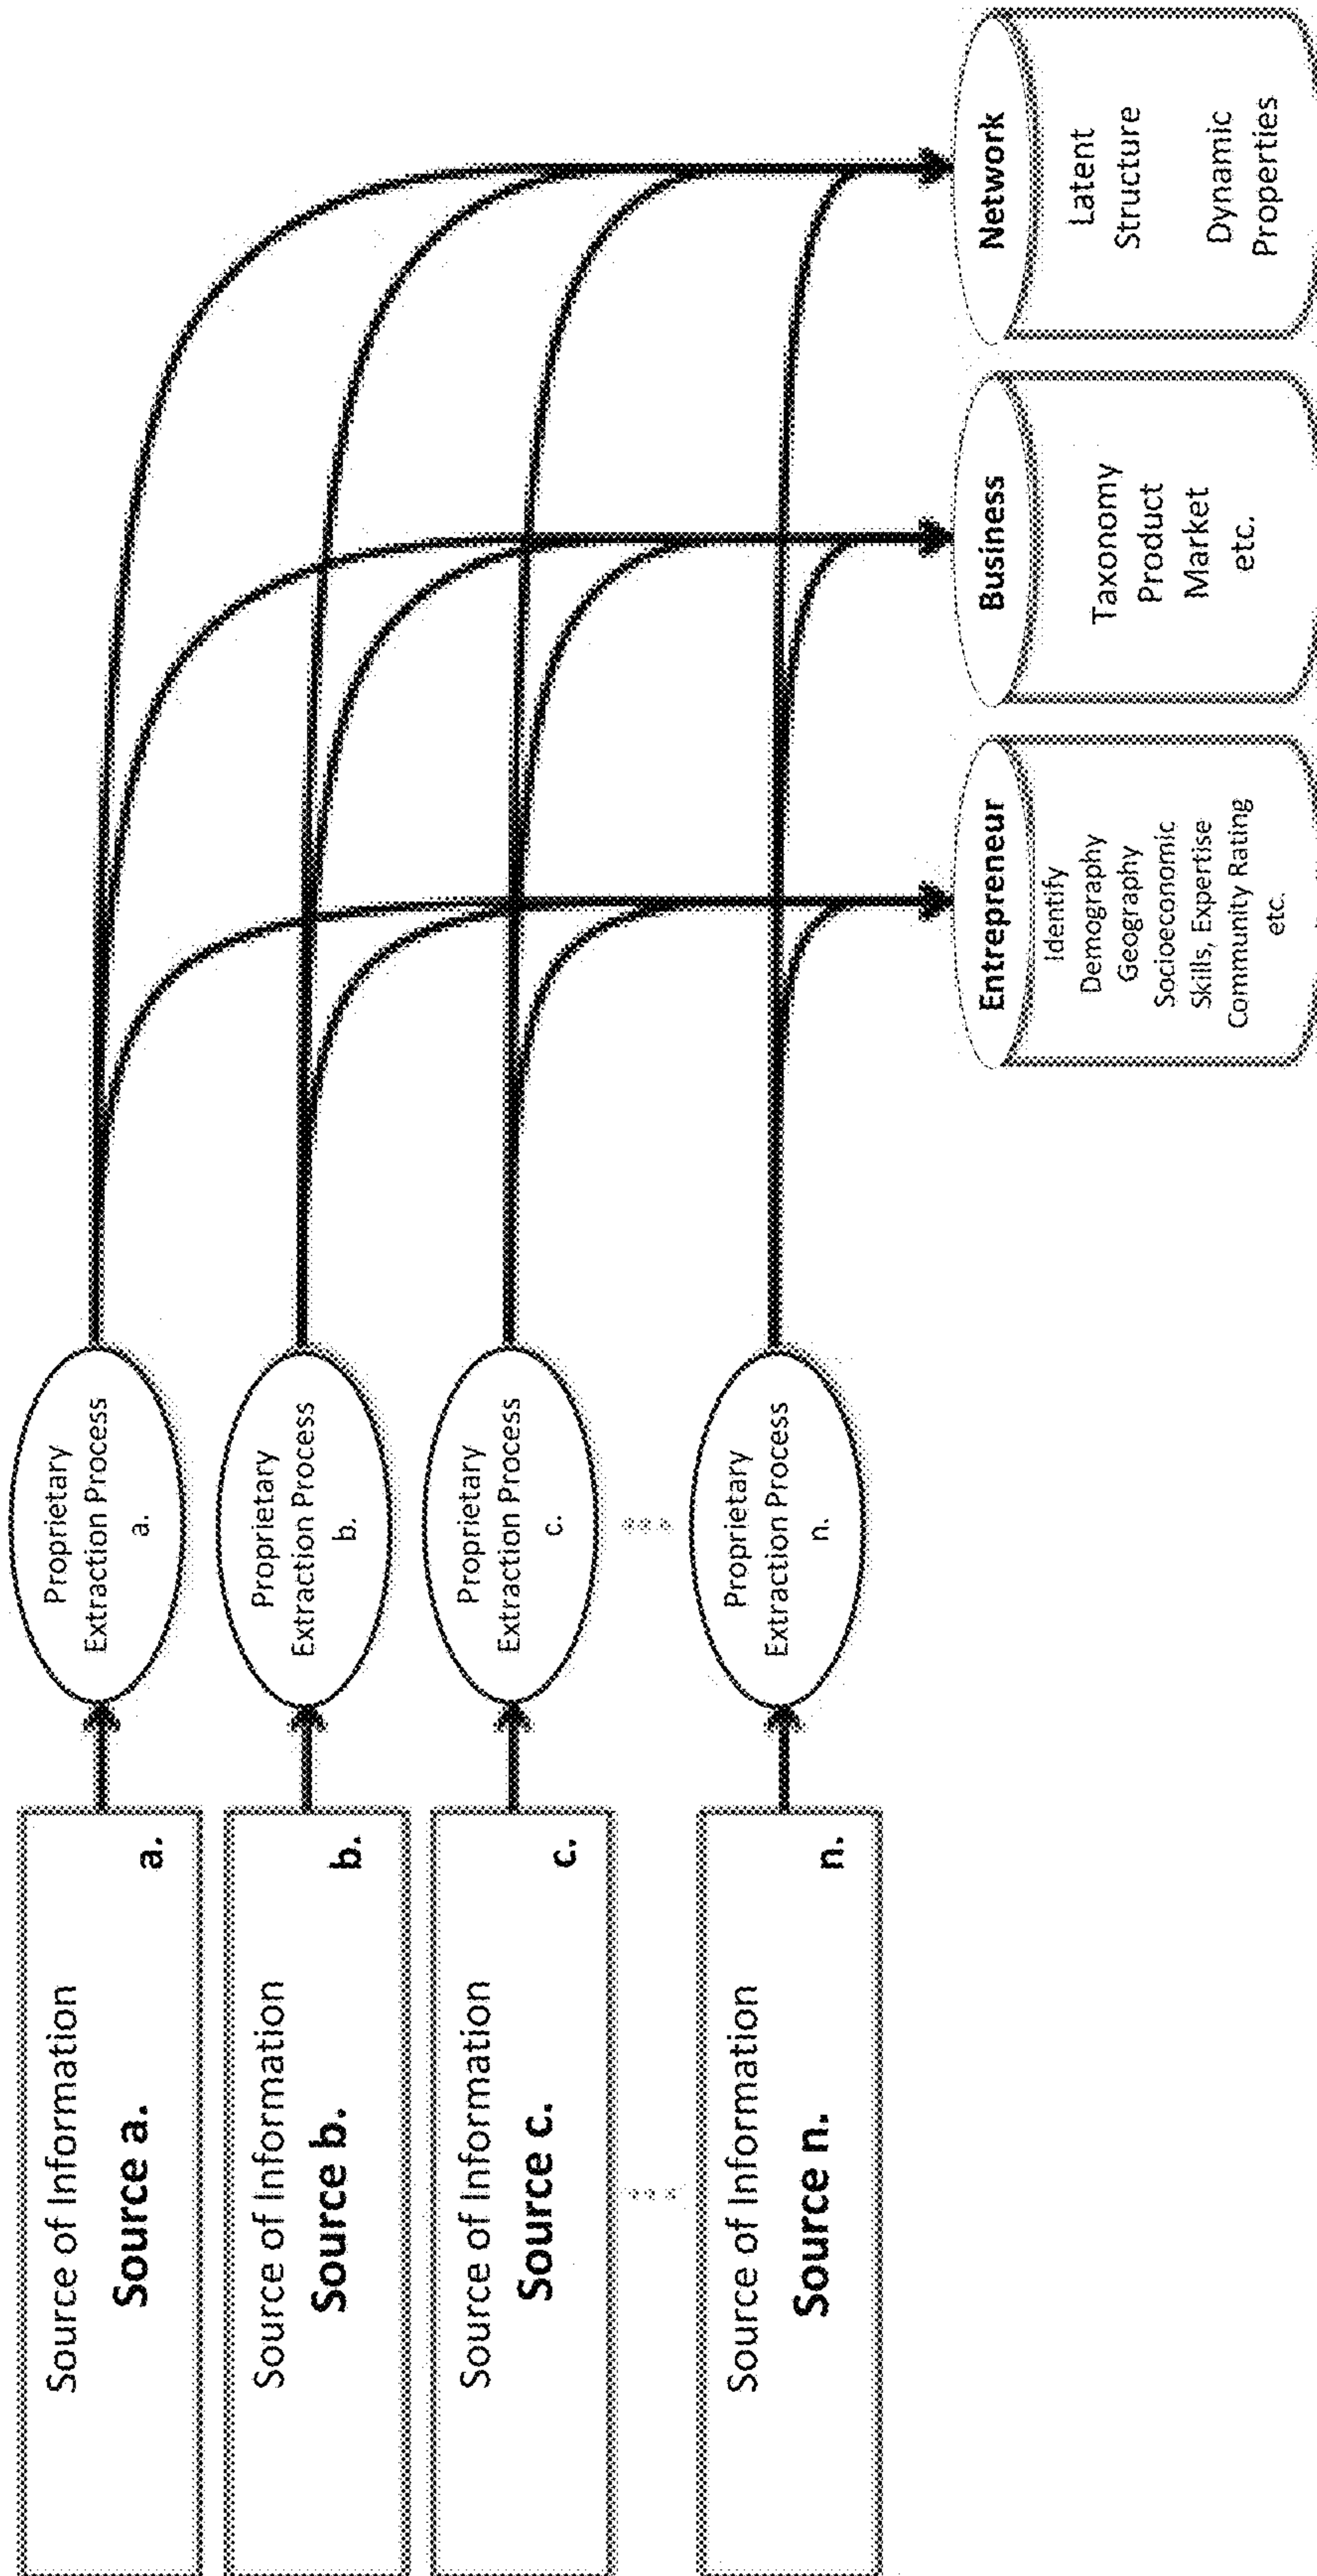 Source of Information
Source a.
a.
Proprietary
Extraction Process
a.
Source of Information
Source b.
b.
Proprietary
Extraction Process
b.
Source of Information
Source c.
c.
Proprietary
Extraction Process
c.
Source of Information
Source n.
n.
Proprietary
Extraction Process
n.
Entrepreneur
Identify
Demography
Geography
Socioeconomic
Skills, Expertise
Community Rating
etc.
Business
Taxonomy
Product
Market
etc.
Network
Latent
Structure
Dynamic
Properties